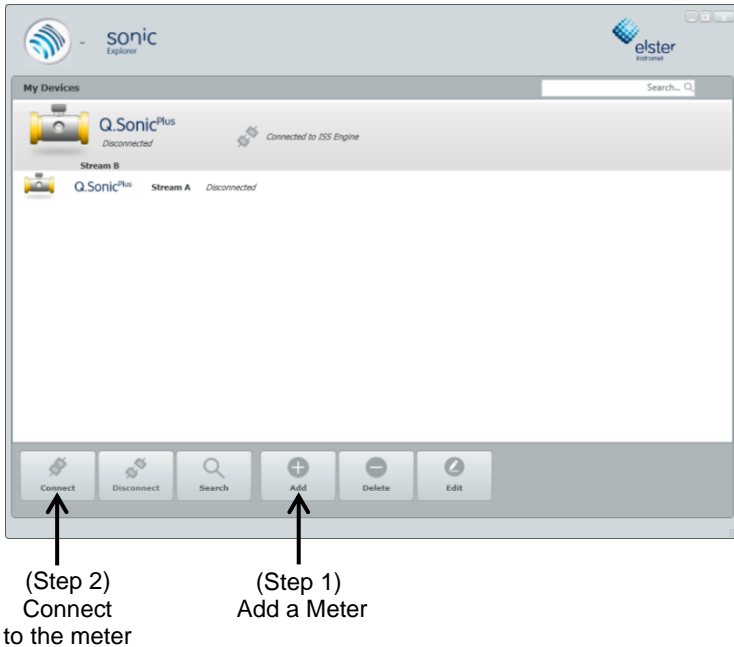 sonic
Explorer
elster
Instromet
My Devices
Search...
Q.SonicPlus
Disconnected
Connected to ISS Engine
Stream B
Q.SonicPlus Stream A Disconnected
Connect Disconnect Search Add Delete Edit
(Step 2) (Step 1)
Connect Add a Meter
to the meter